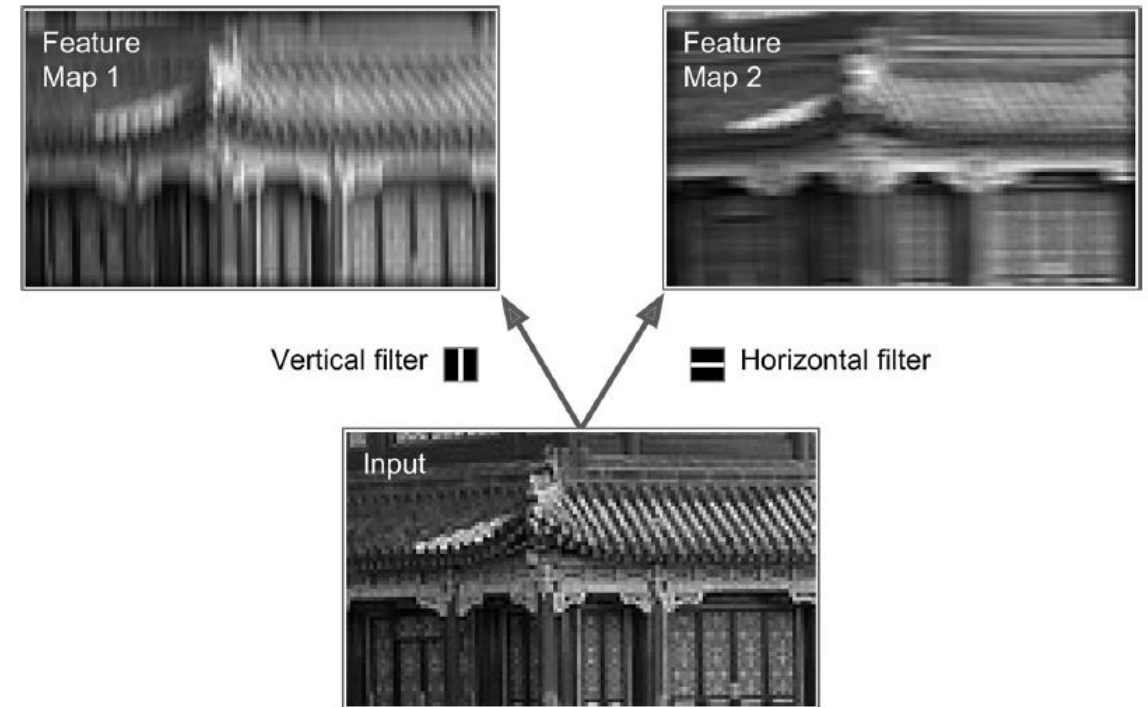 Feature
Map 1
Feature
Map 2
Vertical filter
Horizontal filter
Input